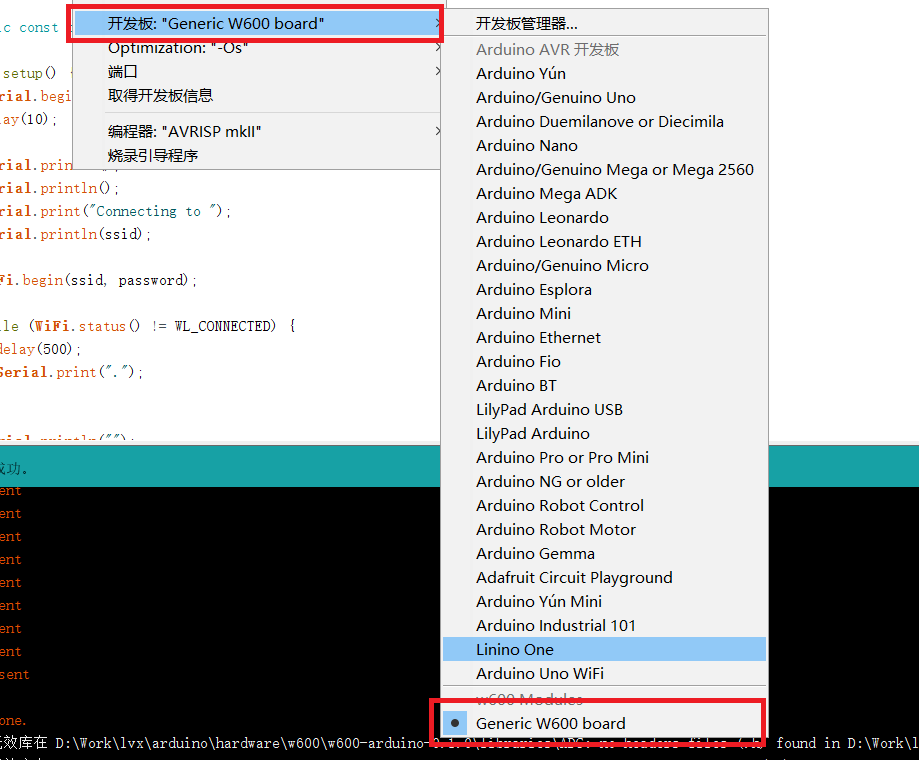 开发板: "Generic W600 board"
Optimization: "-Os"
端口
取得开发板信息
编程器: "AVRISP mkII"
烧录引导程序
开发板管理器...
Arduino AVR 开发板
Arduino Yún
Arduino/Genuino Uno
Arduino Duemilanove or Diecimila
Arduino Nano
Arduino/Genuino Mega or Mega 2560
Arduino Mega ADK
Arduino Leonardo
Arduino Leonardo ETH
Arduino/Genuino Micro
Arduino Esplora
Arduino Mini
Arduino Ethernet
Arduino Fio
Arduino BT
LilyPad Arduino USB
LilyPad Arduino
Arduino Pro or Pro Mini
Arduino NG or older
Arduino Robot Control
Arduino Robot Motor
Arduino Gemma
Adafruit Circuit Playground
Arduino Yún Mini
Arduino Industrial 101
Linino One
Arduino Uno WiFi
w600 Modules
Generic W600 board
ic const
setup()
rial.begi
lay(10);
rial.prin
rial.println();
rial.print("Connecting to ");
rial.println(ssid);
Fi.begin(ssid, password);
le (WiFi.status() != WL_CONNECTED) {
delay(500);
Serial.print(".");
rial.println("");
成功。
ent
ent
ent
ent
ent
ent
ent
ent
sent
one.
效库在 D:\Work\lvx\arduino\hardware\w600\w600-arduino- found in D:\Work\l